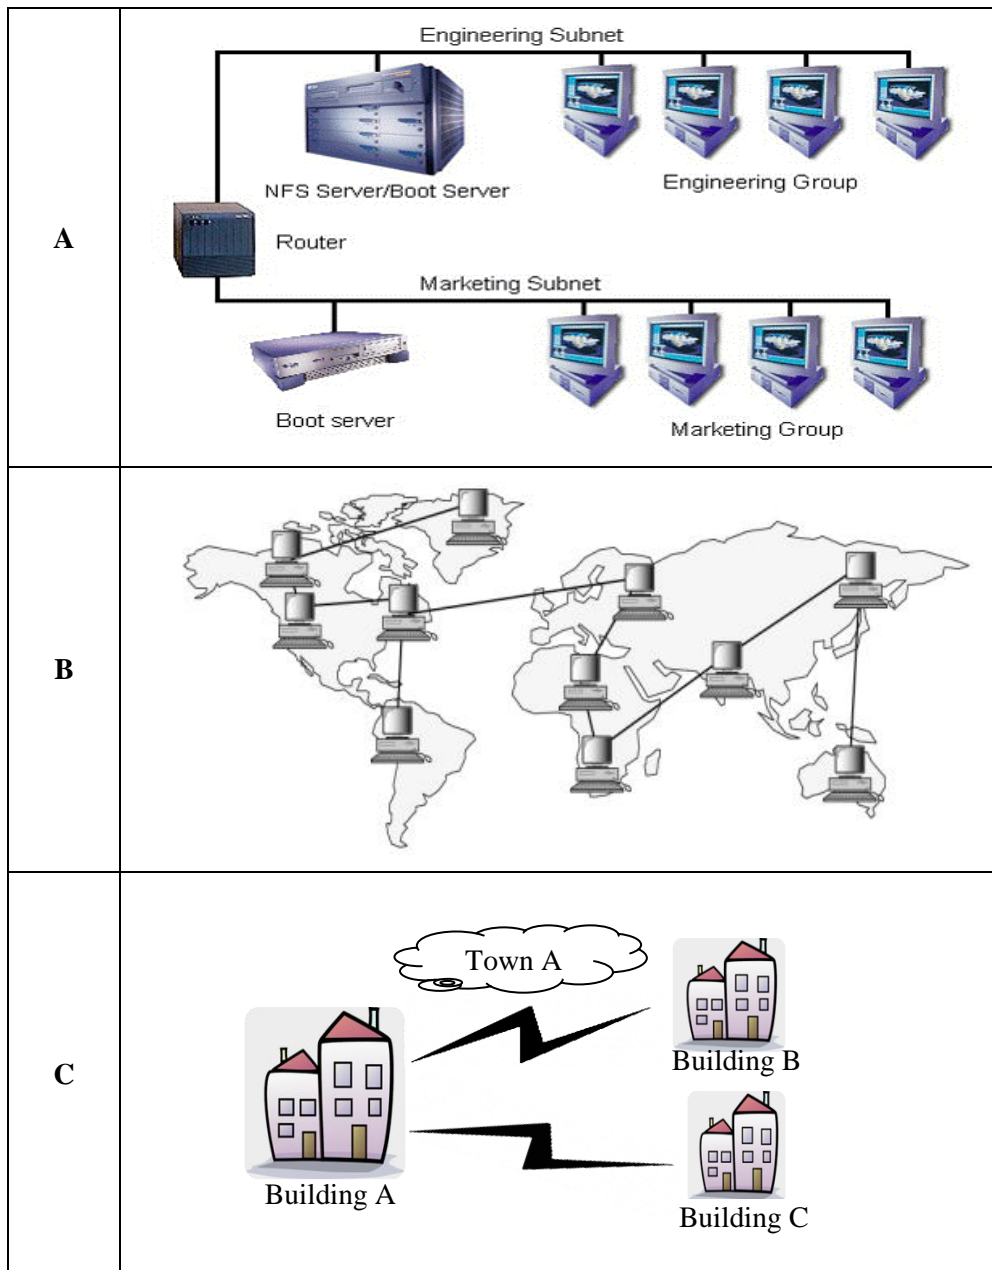 A
Engineering Subnet
NFS Server/Boot Server
Engineering Group
Router
Marketing Subnet
Boot server
Marketing Group
B
C
Town A
Building A
Building B
Building C